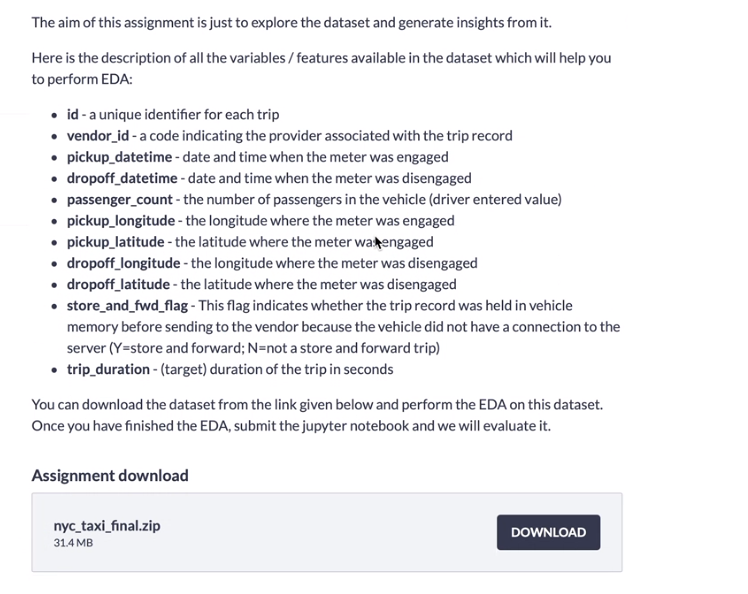 The aim of this assignment is just to explore the dataset and generate insights from it.
Here is the description of all the variables / features available in the dataset which will help you
to perform EDA:
• id - a unique identifier for each trip
• vendor_id - a code indicating the provider associated with the trip record
• pickup_datetime - date and time when the meter was engaged
• dropoff_datetime - date and time when the meter was disengaged
• passenger_count - the number of passengers in the vehicle (driver entered value)
• pickup_longitude - the longitude where the meter was engaged
• pickup_latitude - the latitude where the meter was engaged
• dropoff_longitude - the longitude where the meter was disengaged
• dropoff_latitude - the latitude where the meter was disengaged
• store_and_fwd_flag - This flag indicates whether the trip record was held in vehicle
memory before sending to the vendor because the vehicle did not have a connection to the
server (Y=store and forward; N=not a store and forward trip)
• trip_duration - (target) duration of the trip in seconds
You can download the dataset from the link given below and perform the EDA on this dataset.
Once you have finished the EDA, submit the jupyter notebook and we will evaluate it.
Assignment download
nyc_taxi_final.zip
31.4 MB
DOWNLOAD